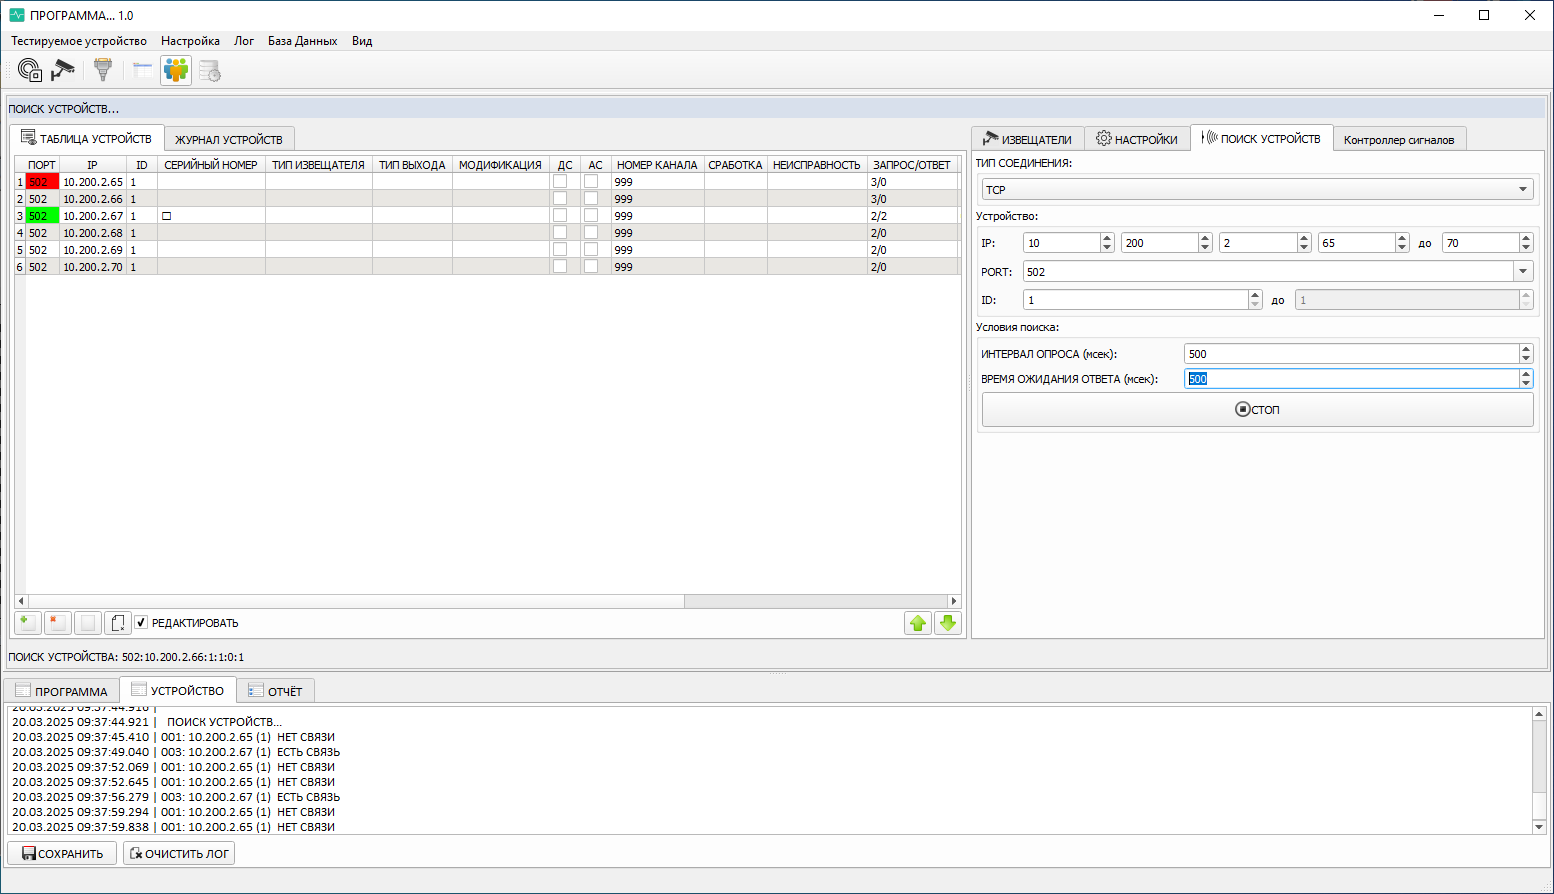 ПРОГРАММА... 1.0
Тестируемое устройство Настройка Лог База Данных Вид
ПОИСК УСТРОЙСТВ...
ТАБЛИЦА УСТРОЙСТВ ЖУРНАЛ УСТРОЙСТВ
ПОРТ IP ID СЕРИЙНЫЙ НОМЕР ТИП ИЗВЕЩАТЕЛЯ ТИП ВЫХОДА МОДИФИКАЦИЯ ДС АС НОМЕР КАНАЛА СРАБОТКА НЕИСПРАВНОСТЬ ЗАПРОС/ОТВЕТ
1 502 10.200.2.65 1 999 3/0
2 502 10.200.2.66 1 999 3/0
3 502 10.200.2.67 1 □ 999 2/2
4 502 10.200.2.68 1 999 2/0
5 502 10.200.2.69 1 999 2/0
6 502 10.200.2.70 1 999 2/0
РЕДАКТИРОВАТЬ
ПОИСК УСТРОЙСТВА: 502:10.200.2.66:1:1:0:1
ИЗВЕЩАТЕЛИ НАСТРОЙКИ ПОИСК УСТРОЙСТВ Контроллер сигналов
ТИП СОЕДИНЕНИЯ:
TCP
Устройство:
IP: 10 200 2 65 до 70
PORT: 502
ID: 1 до 1
Условия поиска:
ИНТЕРВАЛ ОПРОСА (мсек): 500
ВРЕМЯ ОЖИДАНИЯ ОТВЕТА (мсек): 500
СТОП
ПРОГРАММА УСТРОЙСТВО ОТЧЁТ
20.03.2025 09:37:44.916 |
20.03.2025 09:37:44.921 | ПОИСК УСТРОЙСТВ...
20.03.2025 09:37:45.410 | 001: 10.200.2.65 (1) НЕТ СВЯЗИ
20.03.2025 09:37:49.040 | 003: 10.200.2.67 (1) ЕСТЬ СВЯЗЬ
20.03.2025 09:37:52.069 | 001: 10.200.2.65 (1) НЕТ СВЯЗИ
20.03.2025 09:37:52.645 | 001: 10.200.2.65 (1) НЕТ СВЯЗИ
20.03.2025 09:37:56.279 | 003: 10.200.2.67 (1) ЕСТЬ СВЯЗЬ
20.03.2025 09:37:59.294 | 001: 10.200.2.65 (1) НЕТ СВЯЗИ
20.03.2025 09:37:59.838 | 001: 10.200.2.65 (1) НЕТ СВЯЗИ
СОХРАНИТЬ ОЧИСТИТЬ ЛОГ